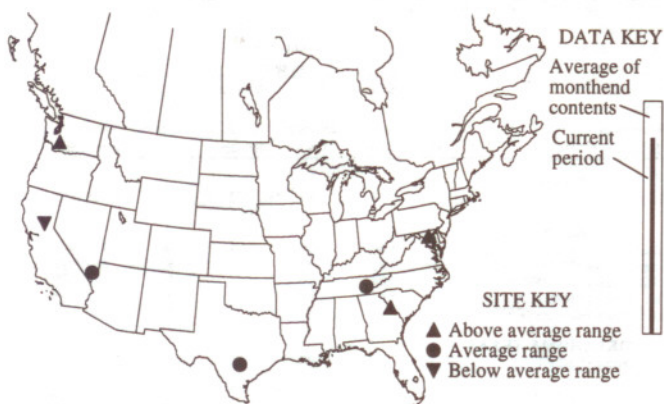 DATA KEY
Average of
monthend
contents
Current
period
SITE KEY
Above average range
Average range
Below average range